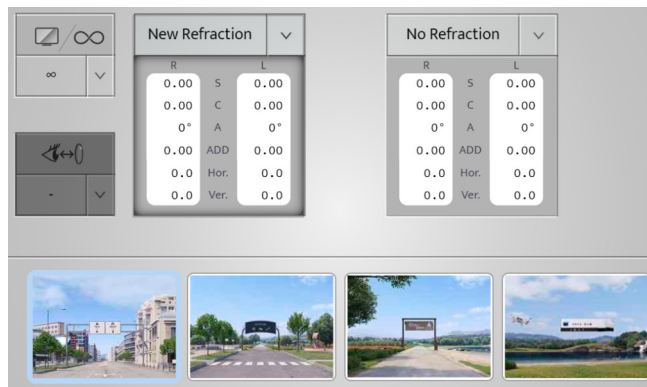 ∞
∞
-
New Refraction
R L
0.00 S 0.00
0.00 C 0.00
0° A 0°
0.00 ADD 0.00
0.0 Hor. 0.0
0.0 Ver. 0.0
No Refraction
R L
0.00 S 0.00
0.00 C 0.00
0° A 0°
0.00 ADD 0.00
0.0 Hor. 0.0
0.0 Ver. 0.0